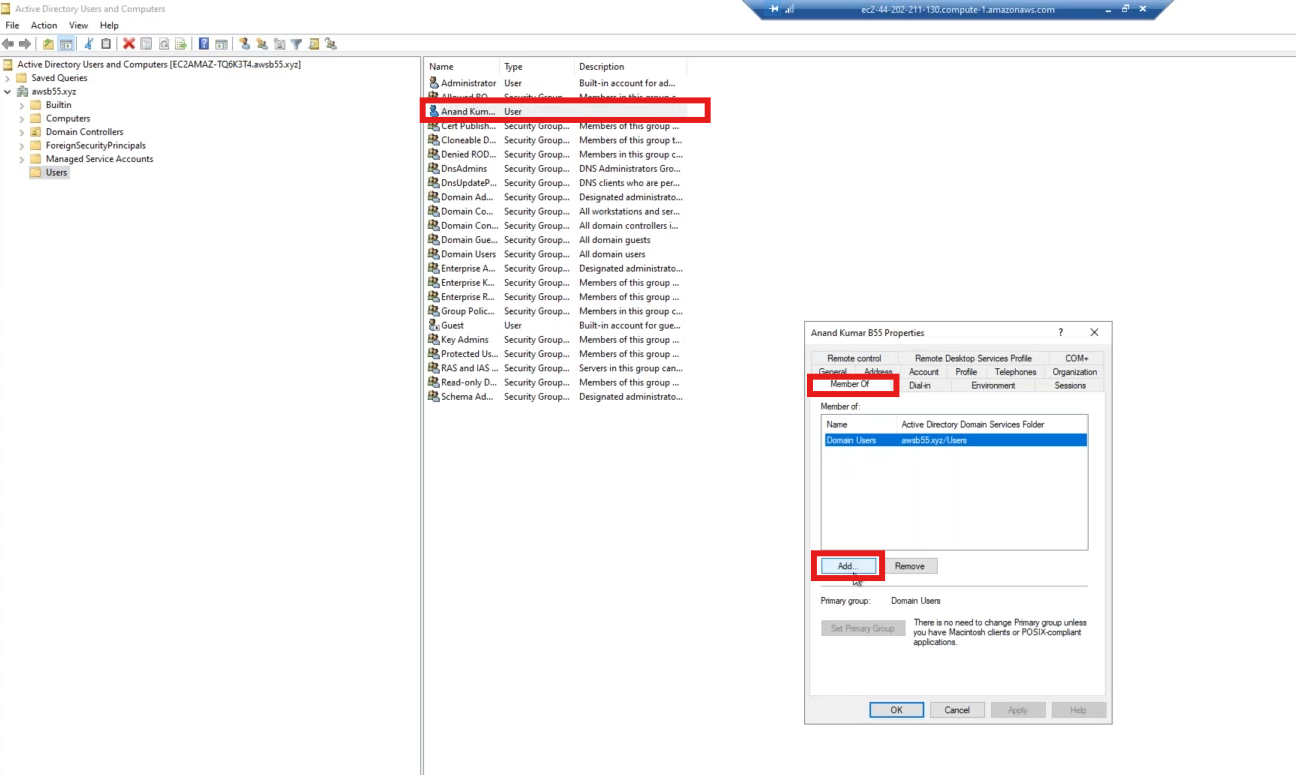 Active Directory Users and Computers
ec2-44-202-211-130.compute-1.amazonaws.com
File Action View Help
Active Directory Users and Computers [EC2AMAZ-TQ6K3T4.awsb55.xyz]
Saved Queries
awsb55.xyz
Builtin
Computers
Domain Controllers
ForeignSecurityPrincipals
Managed Service Accounts
Users
Name Type Description
Administrator User Built-in account for ad...
Allowed RO... Security Group... Members in this group c...
Anand Kum... User
Cert Publish... Security Group... Members of this group ...
Cloneable D... Security Group... Members of this group t...
Denied ROD... Security Group... Members in this group c...
DnsAdmins Security Group... DNS Administrators Gro...
DnsUpdateP... Security Group... DNS clients who are per...
Domain Ad... Security Group... Designated administrato...
Domain Co... Security Group... All workstations and ser...
Domain Con... Security Group... All domain controllers i...
Domain Gue... Security Group... All domain guests
Domain Users Security Group... All domain users
Enterprise A... Security Group... Designated administrato...
Enterprise K... Security Group... Members of this group ...
Enterprise R... Security Group... Members of this group ...
Group Polic... Security Group... Members in this group c...
Guest User Built-in account for gue...
Key Admins Security Group... Members of this group ...
Protected Us... Security Group... Members of this group ...
RAS and IAS ... Security Group... Servers in this group can...
Read-only D... Security Group... Members of this group ...
Schema Ad... Security Group... Designated administrato...
Anand Kumar B55 Properties
Remote control Remote Desktop Services Profile COM+
General Address Account Profile Telephones Organization
Member Of Dial-in Environment Sessions
Member of:
Name Active Directory Domain Services Folder
Domain Users awsb55.xyz/Users
Add... Remove
Primary group: Domain Users
Set Primary Group
There is no need to change Primary group unless
you have Macintosh clients or POSIX-compliant
applications.
OK Cancel Apply Help